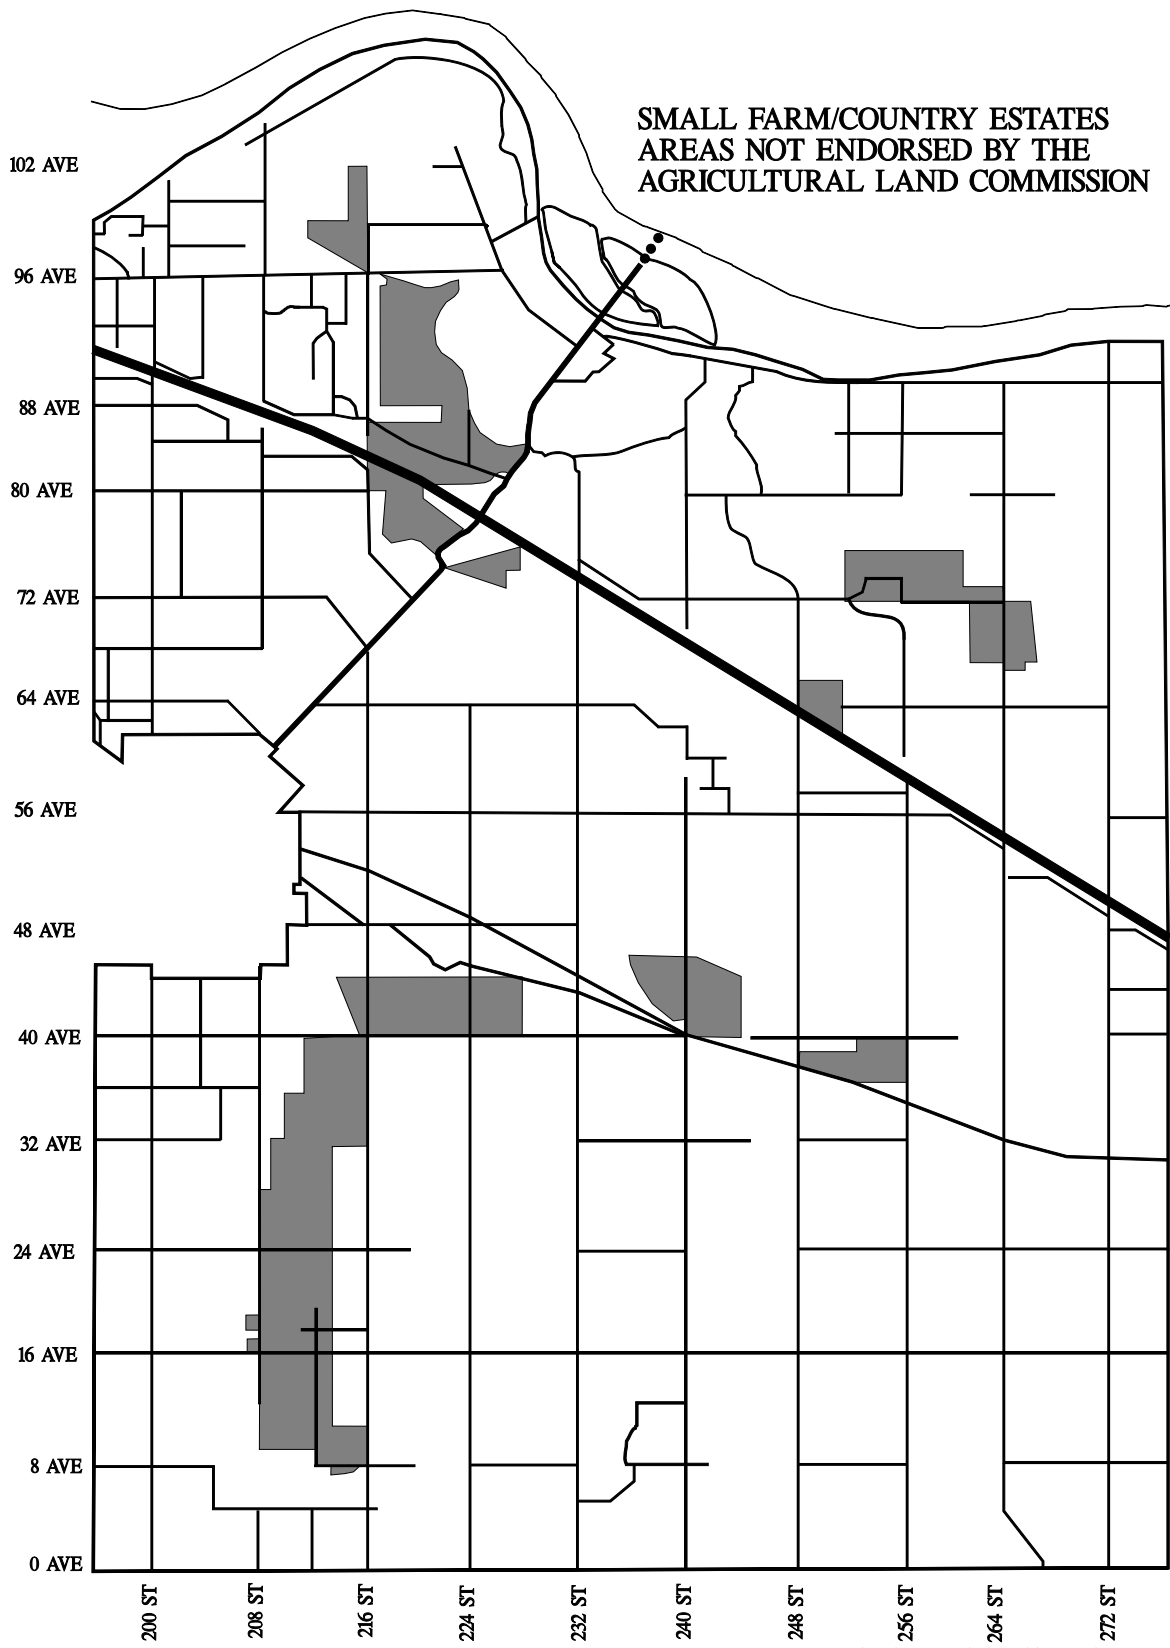 SMALL FARM/COUNTRY ESTATES
AREAS NOT ENDORSED BY THE
AGRICULTURAL LAND COMMISSION
102 AVE
96 AVE
88 AVE
80 AVE
72 AVE
64 AVE
56 AVE
48 AVE
40 AVE
32 AVE
24 AVE
16 AVE
8 AVE
0 AVE
200 ST
208 ST
216 ST
224 ST
232 ST
240 ST
248 ST
256 ST
264 ST
272 ST